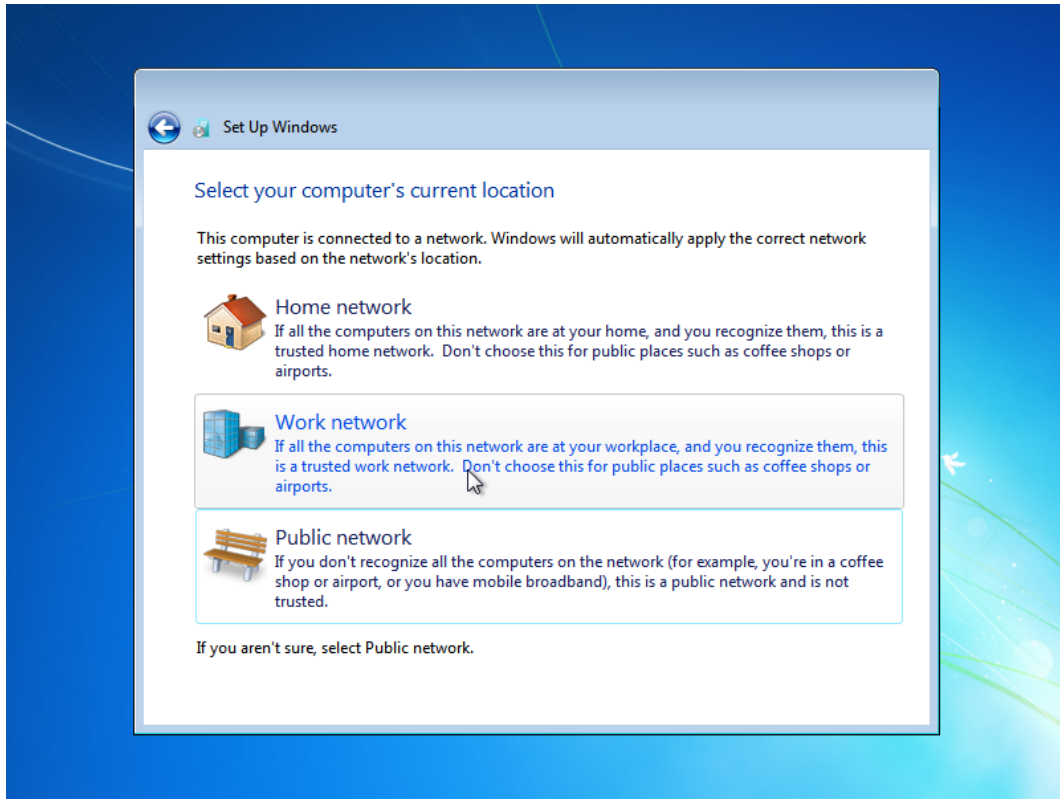 Set Up Windows
Select your computer's current location
This computer is connected to a network. Windows will automatically apply the correct network
settings based on the network's location.
Home network
If all the computers on this network are at your home, and you recognize them, this is a
trusted home network.  Don't choose this for public places such as coffee shops or
airports.
Work network
If all the computers on this network are at your workplace, and you recognize them, this
is a trusted work network.  Don't choose this for public places such as coffee shops or
airports.
Public network
If you don't recognize all the computers on the network (for example, you're in a coffee
shop or airport, or you have mobile broadband), this is a public network and is not
trusted.
If you aren't sure, select Public network.